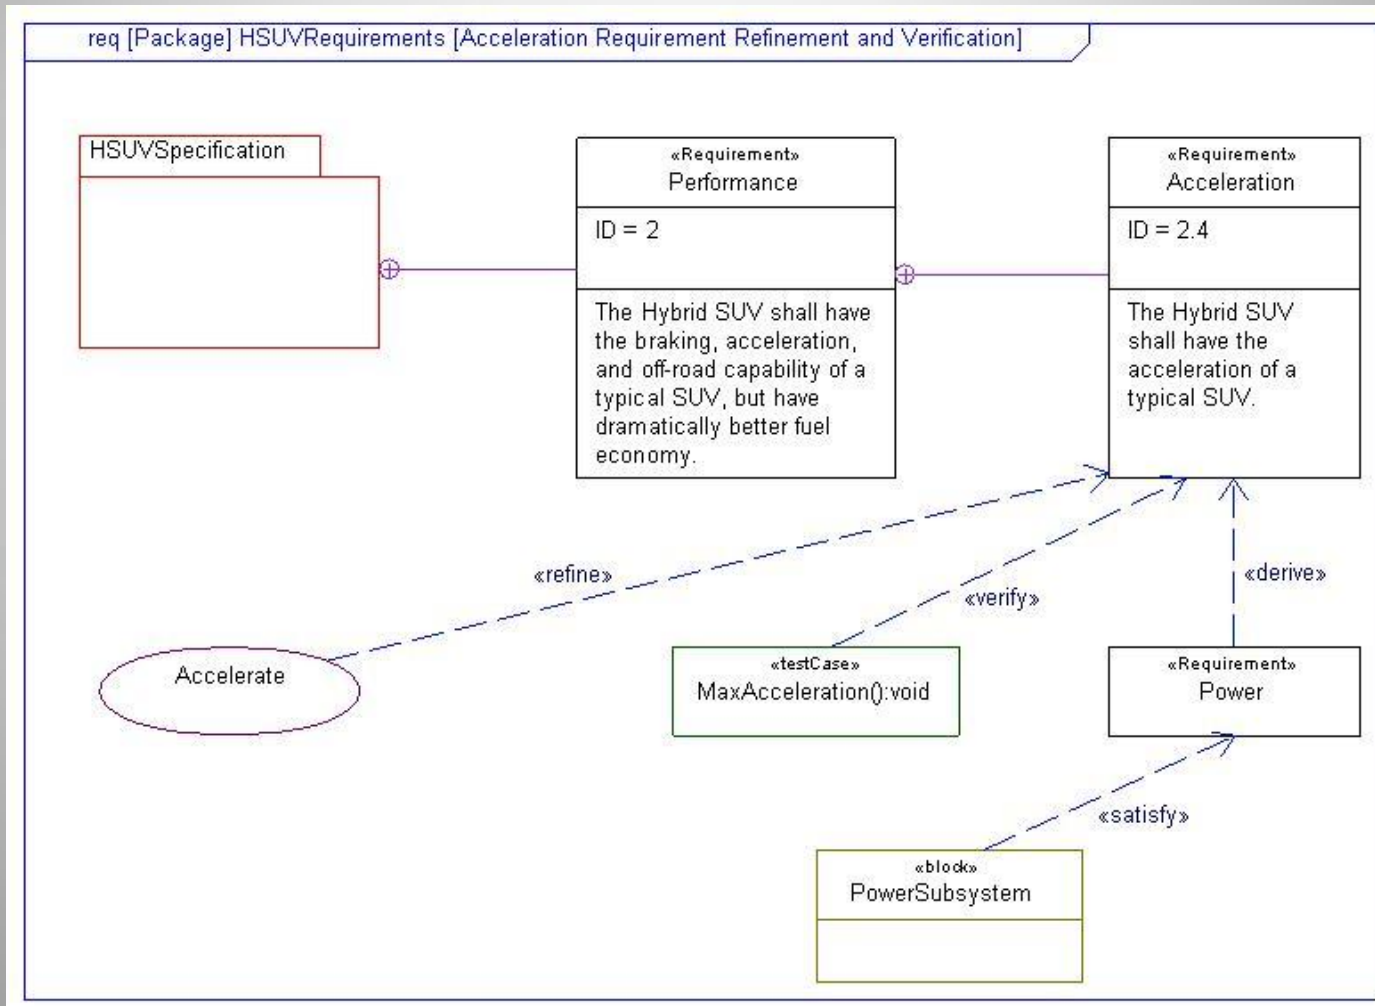 req [Package] HSUVRequirements [Acceleration Requirement Refinement and Verification]
HSUVSpecification
«Requirement»
Performance
ID = 2
The Hybrid SUV shall have
the braking, acceleration,
and off-road capability of a
typical SUV, but have
dramatically better fuel
economy.
«Requirement»
Acceleration
ID = 2.4
The Hybrid SUV
shall have the
acceleration of a
typical SUV.
«refine»
«verify»
«derive»
Accelerate
«testCase»
MaxAcceleration():void
«Requirement»
Power
«satisfy»
«block»
PowerSubsystem